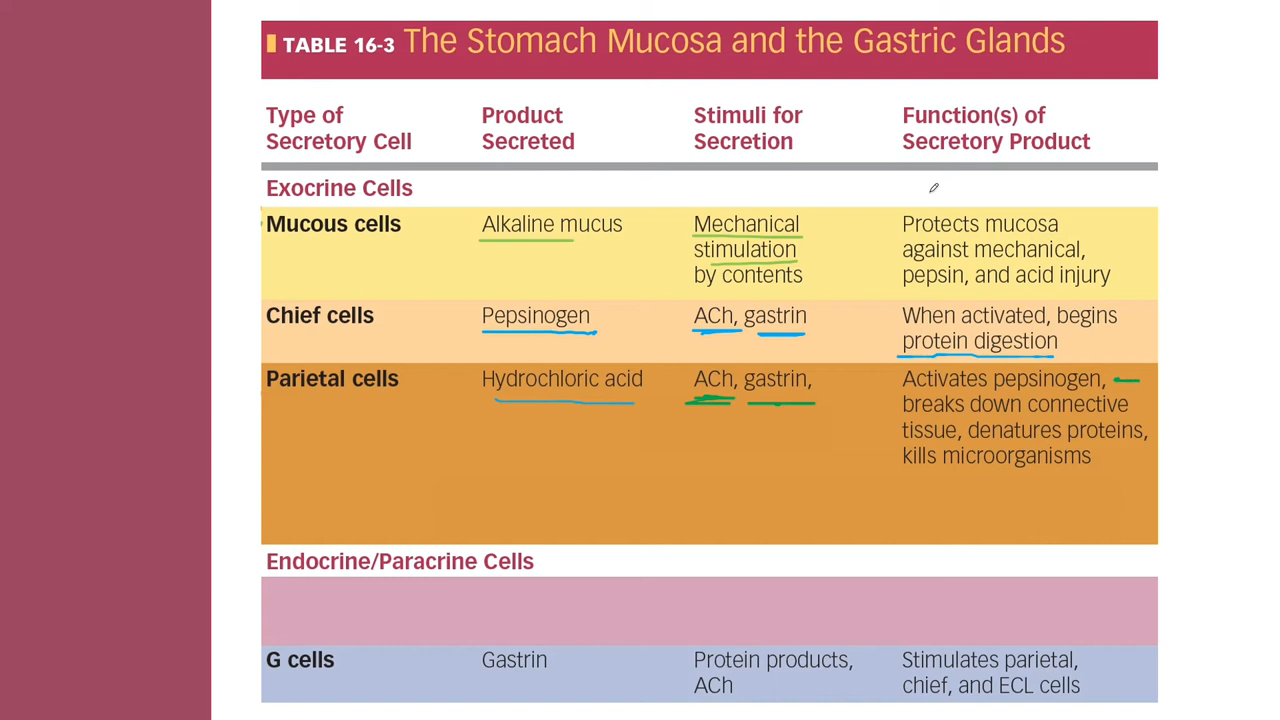 TABLE 16-3 The Stomach Mucosa and the Gastric Glands
Type of Secretory Cell
Product Secreted
Stimuli for Secretion
Function(s) of Secretory Product
Exocrine Cells
Mucous cells
Alkaline mucus
Mechanical
stimulation
by contents
Protects mucosa
against mechanical,
pepsin, and acid injury
Chief cells
Pepsinogen
ACh, gastrin
When activated, begins
protein digestion
Parietal cells
Hydrochloric acid
ACh, gastrin,
Activates pepsinogen,
breaks down connective
tissue, denatures proteins,
kills microorganisms
Endocrine/Paracrine Cells
G cells
Gastrin
Protein products,
ACh
Stimulates parietal,
chief, and ECL cells